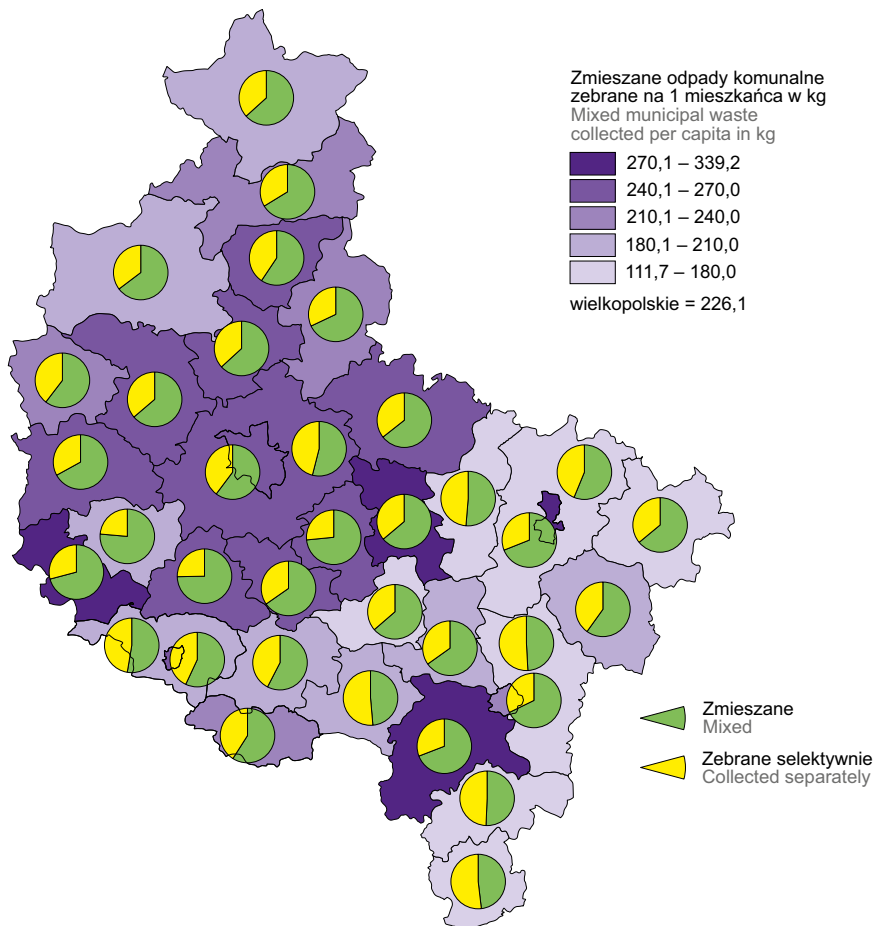 Zmieszane odpady komunalne
zebrane na 1 mieszkańca w kg
Mixed municipal waste
collected per capita in kg
270,1 – 339,2
240,1 – 270,0
210,1 – 240,0
180,1 – 210,0
111,7 – 180,0
wielkopolskie = 226,1
Zmieszane
Mixed
Zebrane selektywnie
Collected separately